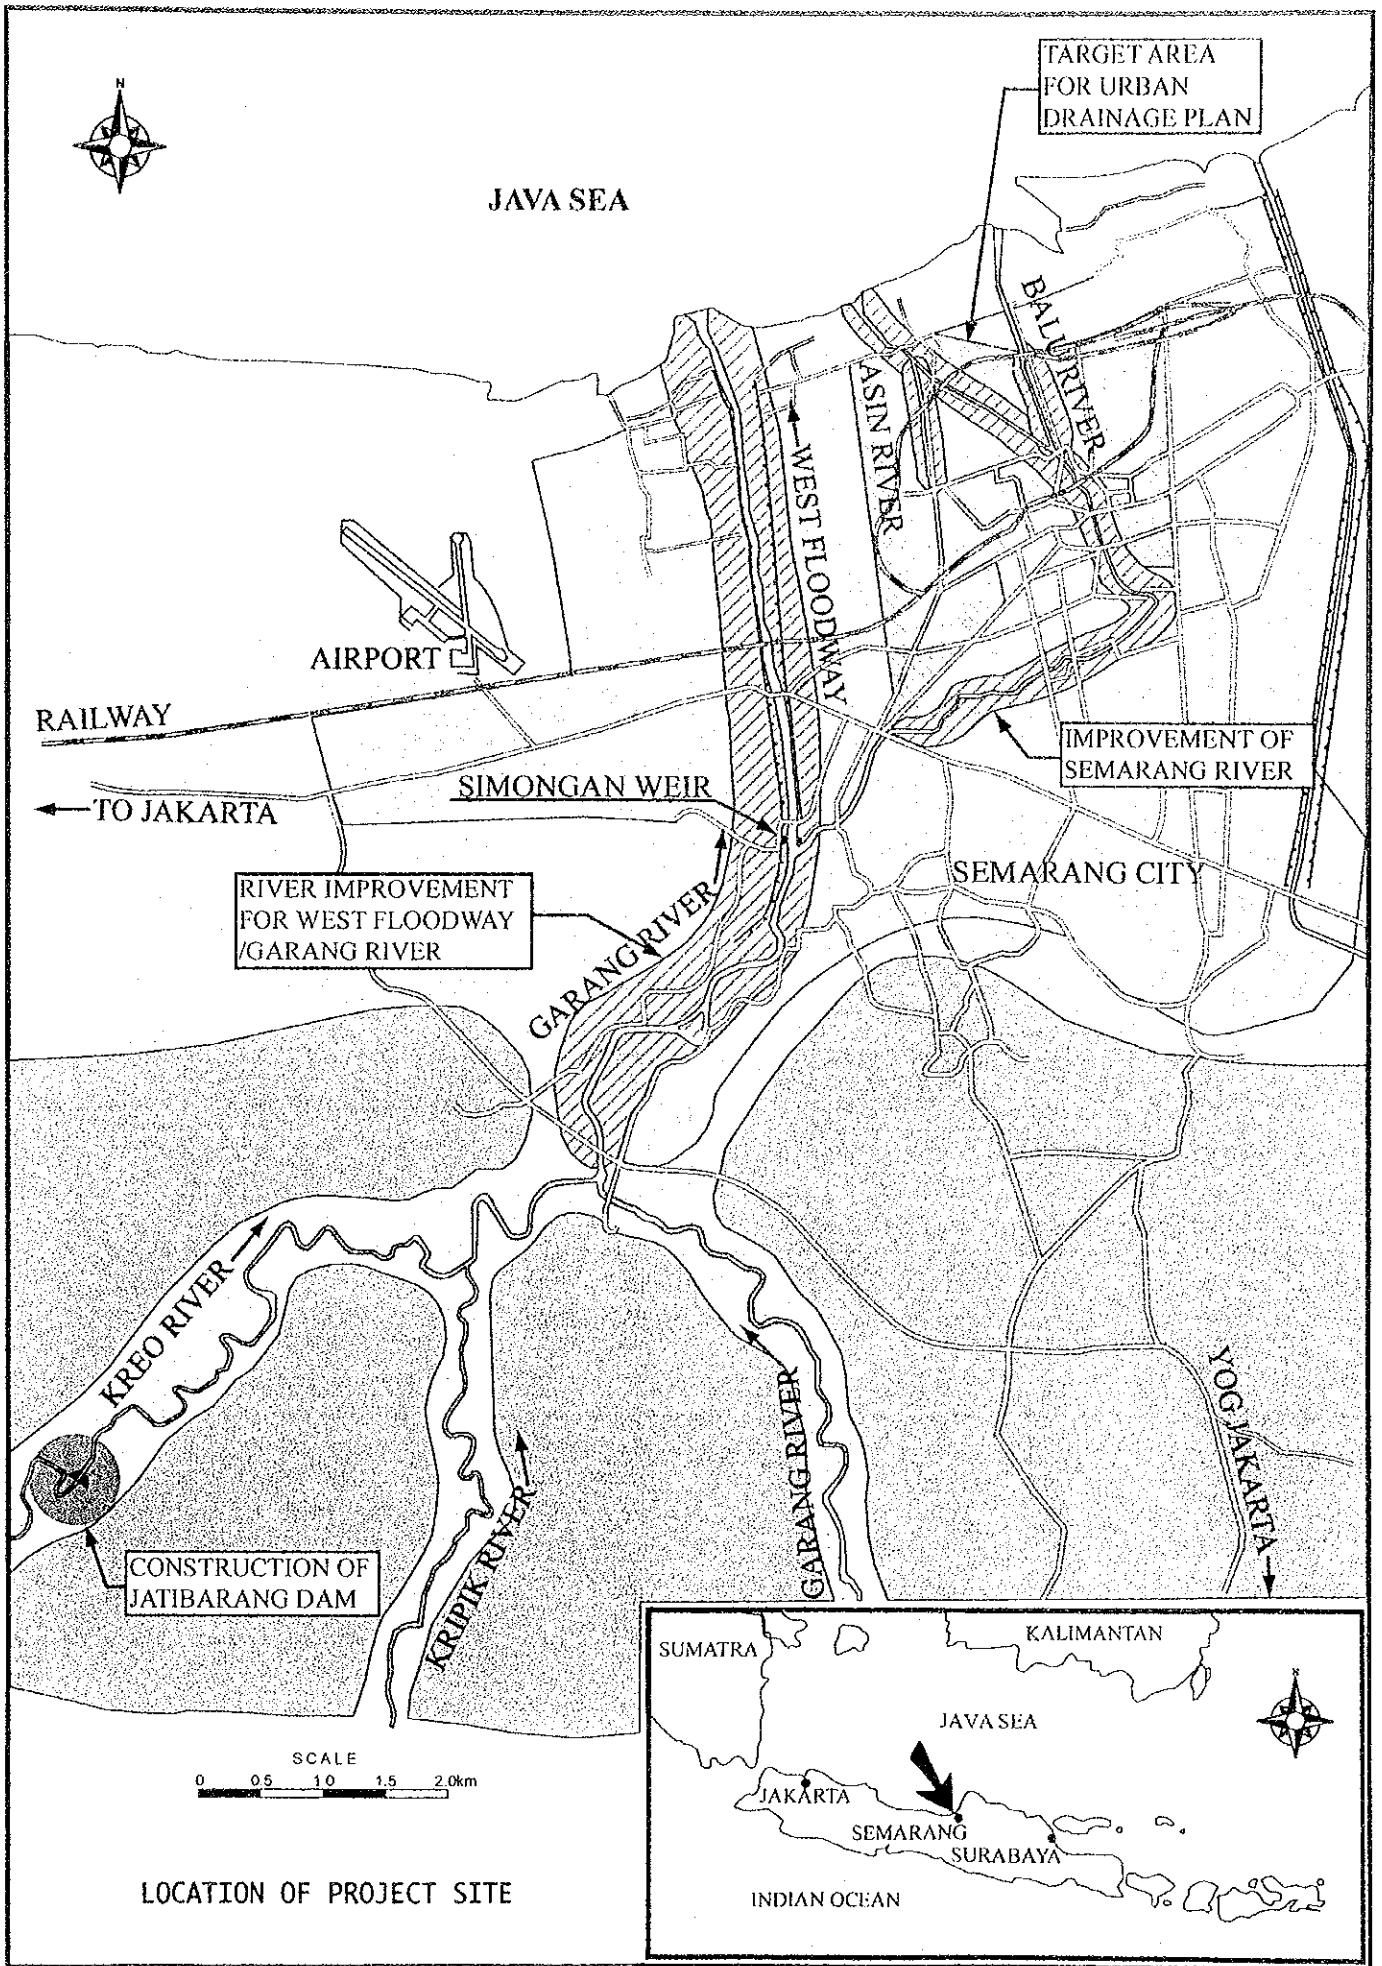 TARGET AREA
FOR URBAN
DRAINAGE PLAN
N
JAVA SEA
BALU RIVER
ASIN RIVER
WEST FLOODWAY
AIRPORT
RAILWAY
IMPROVEMENT OF
SEMARANG RIVER
SIMONGAN WEIR
TO JAKARTA
SEMARANG CITY
RIVER IMPROVEMENT
FOR WEST FLOODWAY
/GARANG RIVER
GARANG RIVER
KREO RIVER
YOGJAKARTA
GARANG RIVER
KRIPIK RIVER
CONSTRUCTION OF
JATIBARANG DAM
SCALE
0 0.5 1.0 1.5 2.0km
LOCATION OF PROJECT SITE
SUMATRA
KALIMANTAN
N
JAVA SEA
JAKARTA
SEMARANG
SURABAYA
INDIAN OCEAN